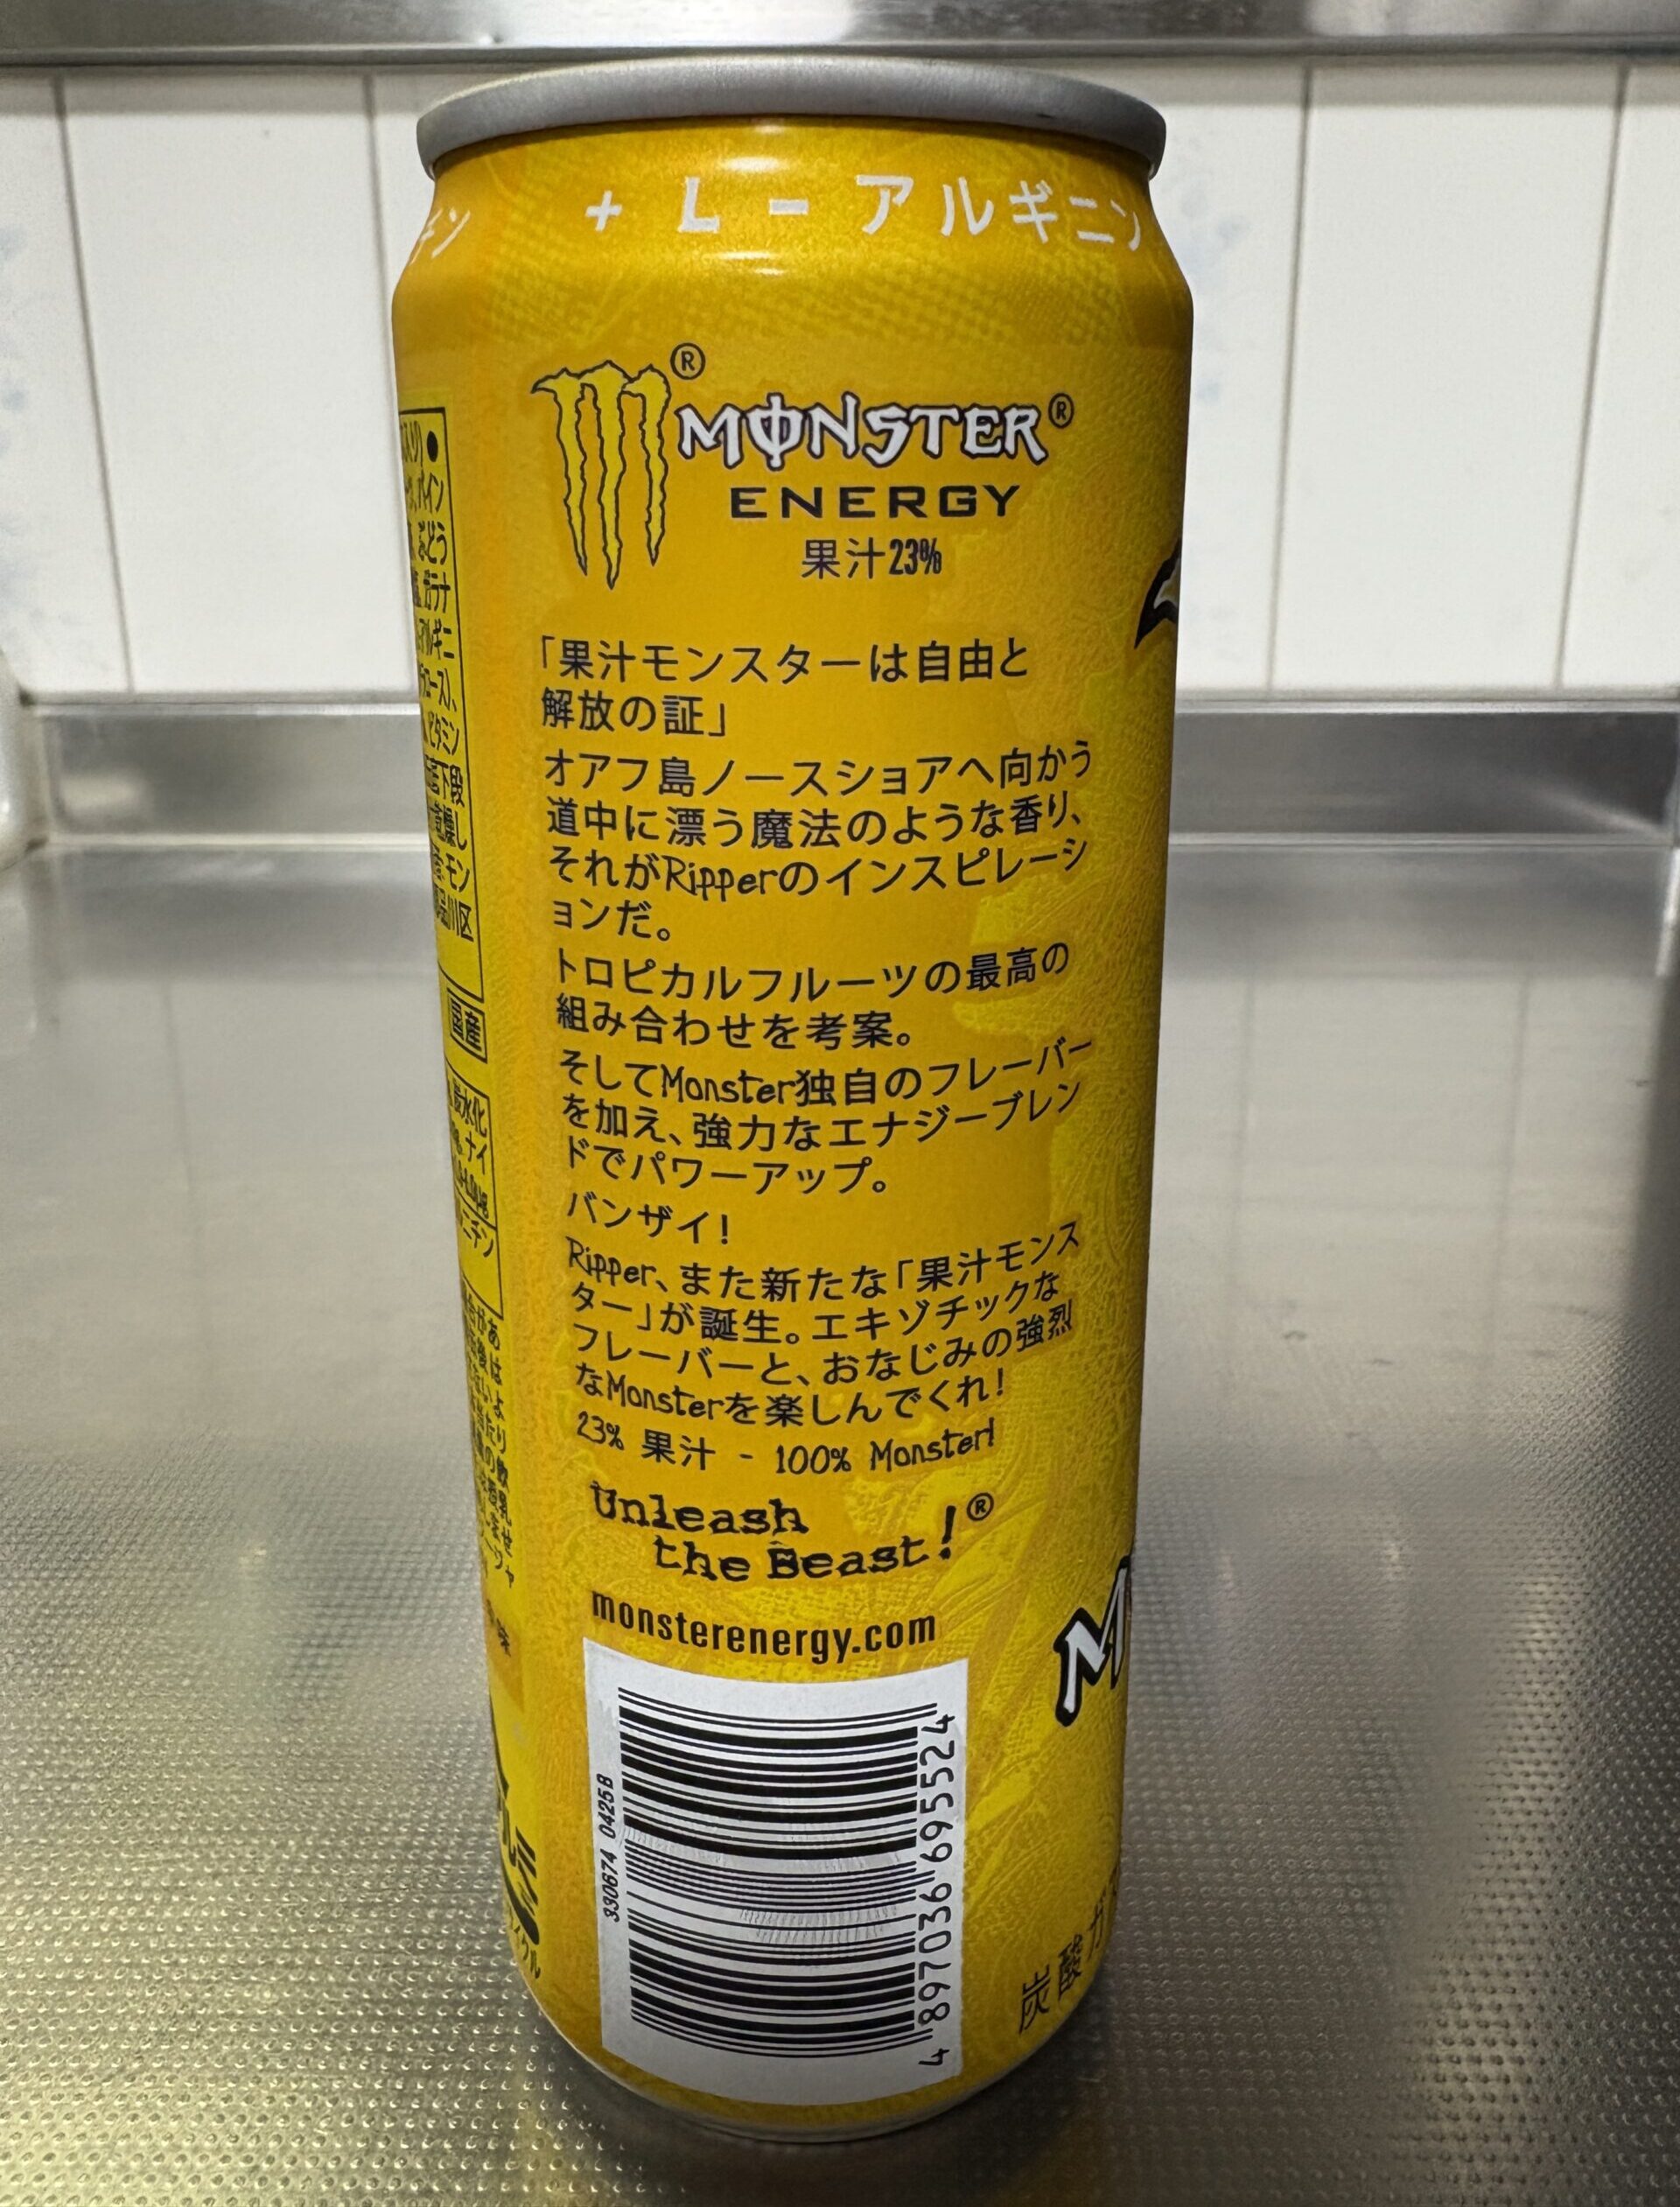 + L - アルギニン
MONSTER®
ENERGY
果汁23%
「果汁モンスターは自由と
解放の証」
オアフ島ノースショアへ向かう
道中に漂う魔法のような香り、
それがRipperのインスピレーシ
ョンだ。
トロピカルフルーツの最高の
組み合わせを考案。
そしてMonster独自のフレーバー
を加え、強力なエナジーブレン
ドでパワーアップ。
バンザイ!
Ripper、また新たな「果汁モンス
ター」が誕生。エキゾチックな
フレーバーと、おなじみの強烈
なMonsterを楽しんでくれ!
23% 果汁 - 100% Monster!
Unleash
the Beast!®
monsterenergy.com
330674 0425B
4 897036 695524
国産
炭酸